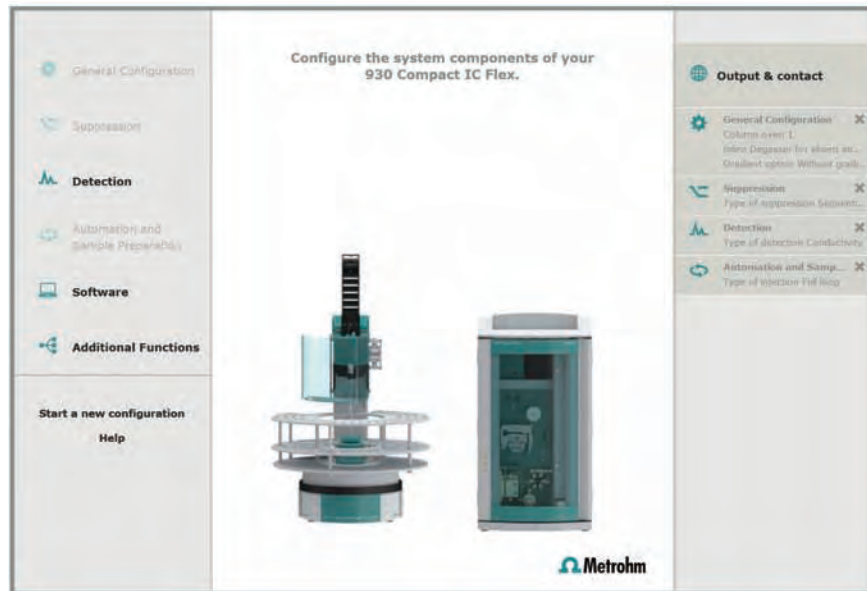 General Configuration
Suppression
Detection
Automation and
Sample Preparation
Software
Additional Functions
Start a new configuration
Help
Configure the system components of your
930 Compact IC Flex.
Metrohm
Output & contact
General Configuration
Column oven 1
Inline Degasser for eluent an...
Gradient option Without gradi...
Suppression
Type of suppression Sequenti...
Detection
Type of detection Conductivity
Automation and Samp...
Type of injection Full loop